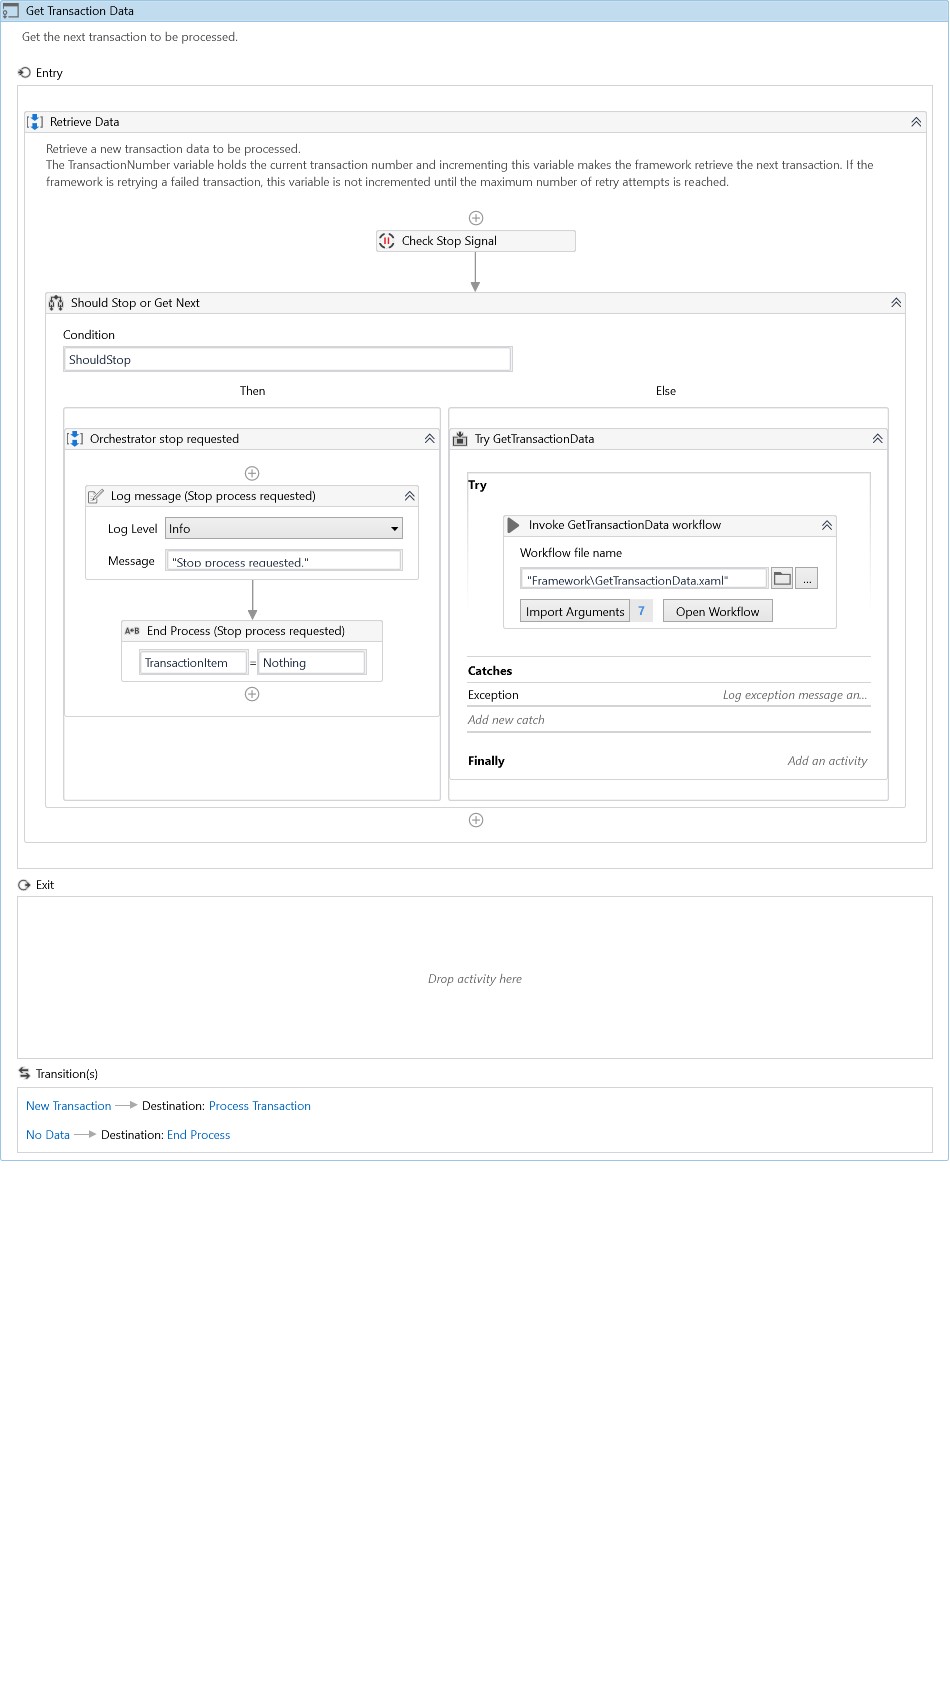 Get Transaction Data
Get the next transaction to be processed.
Entry
Retrieve Data
Retrieve a new transaction data to be processed.
The TransactionNumber variable holds the current transaction number and incrementing this variable makes the framework retrieve the next transaction. If the
framework is retrying a failed transaction, this variable is not incremented until the maximum number of retry attempts is reached.
Check Stop Signal
Should Stop or Get Next
Condition
ShouldStop
Then
Else
Orchestrator stop requested
Log message (Stop process requested)
Log Level Info
Message "Stop process requested."
End Process (Stop process requested)
A*B
TransactionItem = Nothing
Try GetTransactionData
Try
Invoke GetTransactionData workflow
Workflow file name
"Framework\GetTransactionData.xaml" ...
Import Arguments 7 Open Workflow
Catches
Exception Log exception message an...
Add new catch
Finally Add an activity
Exit
Drop activity here
Transition(s)
New Transaction Destination: Process Transaction
No Data Destination: End Process